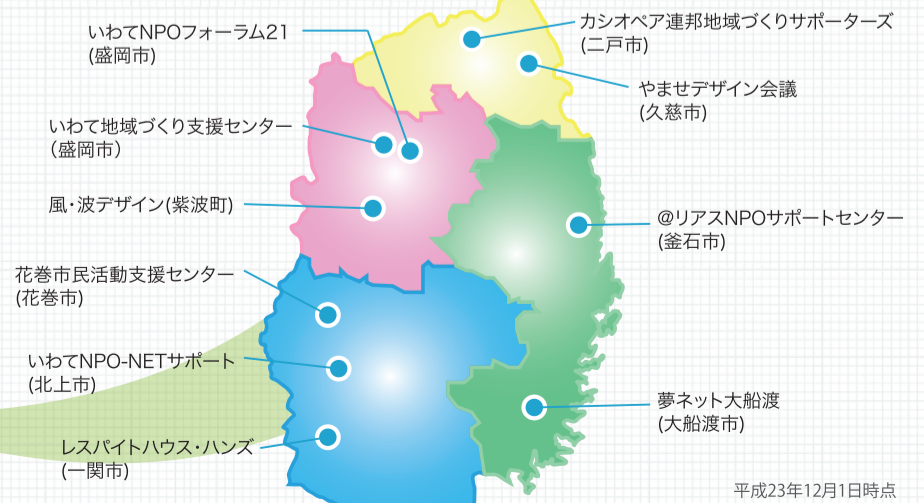 いわてNPOフォーラム21
(盛岡市)
カシオペア連邦地域づくりサポーターズ
(二戸市)
やませデザイン会議
(久慈市)
いわて地域づくり支援センター
(盛岡市)
風・波デザイン(紫波町)
@リアスNPOサポートセンター
(釜石市)
花巻市民活動支援センター
(花巻市)
いわてNPO-NETサポート
(北上市)
夢ネット大船渡
(大船渡市)
レスパイトハウス・ハンズ
(一関市)
平成23年12月1日時点